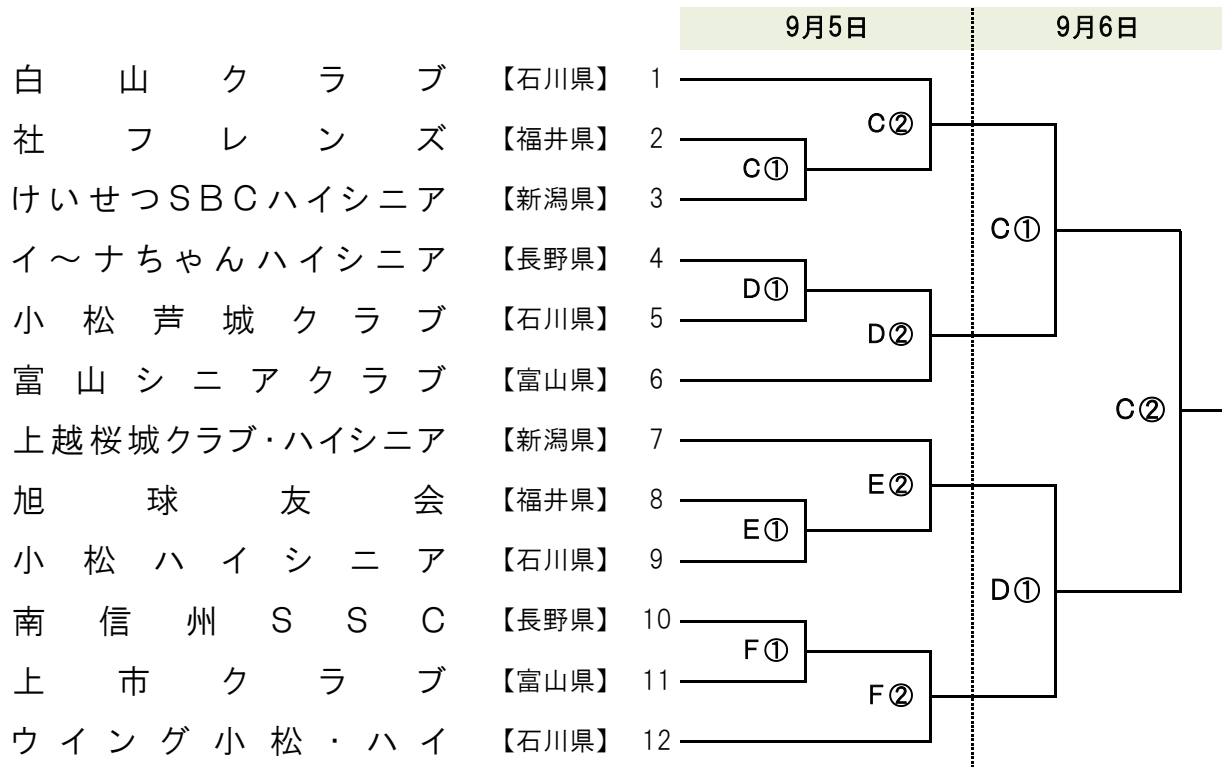 9月5日 9月6日
白山クラブ 【石川県】 1
C②
社フレンズ 【福井県】 2
C①
けいせつSBCハイシニア 【新潟県】 3
C①
イ～ナちゃんハイシニア 【長野県】 4
D①
小松芦城クラブ 【石川県】 5
D②
富山シニアクラブ 【富山県】 6
C②
上越桜城クラブ・ハイシニア 【新潟県】 7
E②
旭球友会 【福井県】 8
E①
小松ハイシニア 【石川県】 9
D①
南信州SSC 【長野県】 10
F①
上市クラブ 【富山県】 11
F②
ウイング小松・ハイ 【石川県】 12